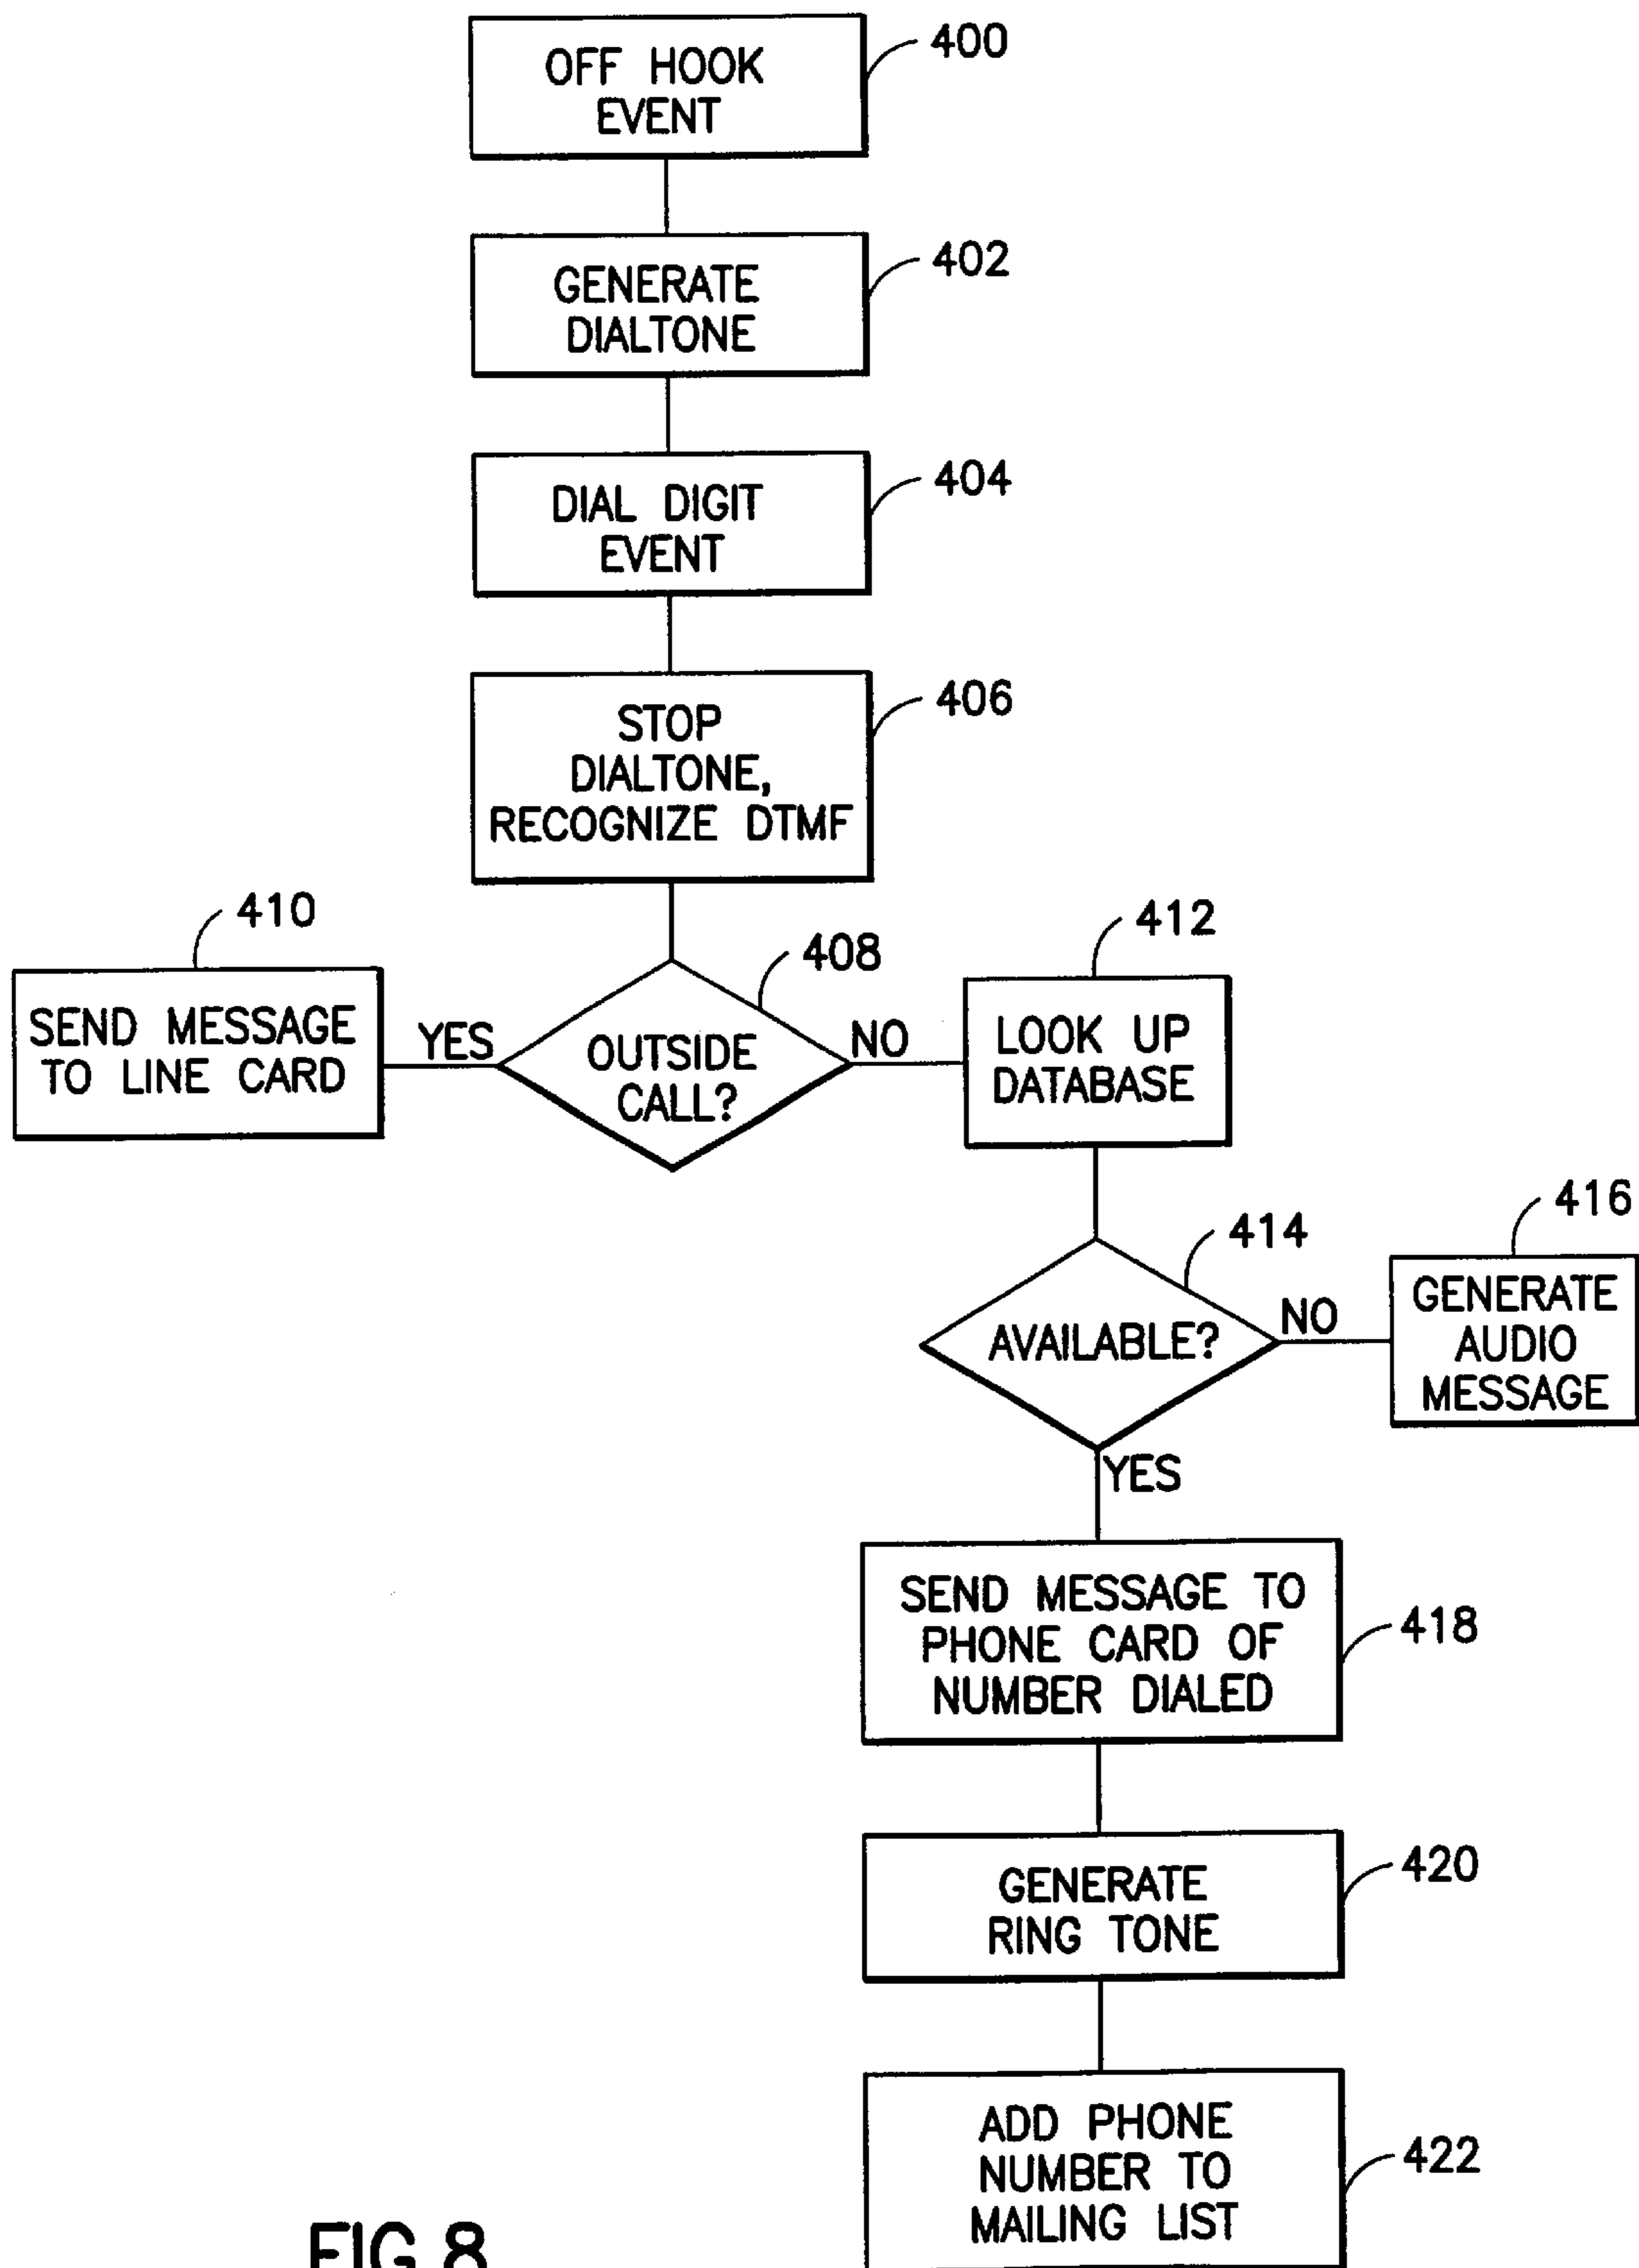 OFF HOOK
EVENT
400
GENERATE
DIALTONE
402
DIAL DIGIT
EVENT
404
STOP
DIALTONE,
RECOGNIZE DTMF
406
410
SEND MESSAGE
TO LINE CARD
YES
OUTSIDE
CALL?
408
NO
412
LOOK UP
DATABASE
414
AVAILABLE?
NO
416
GENERATE
AUDIO
MESSAGE
YES
SEND MESSAGE TO
PHONE CARD OF
NUMBER DIALED
418
GENERATE
RING TONE
420
ADD PHONE
NUMBER TO
MAILING LIST
422
FIG.8